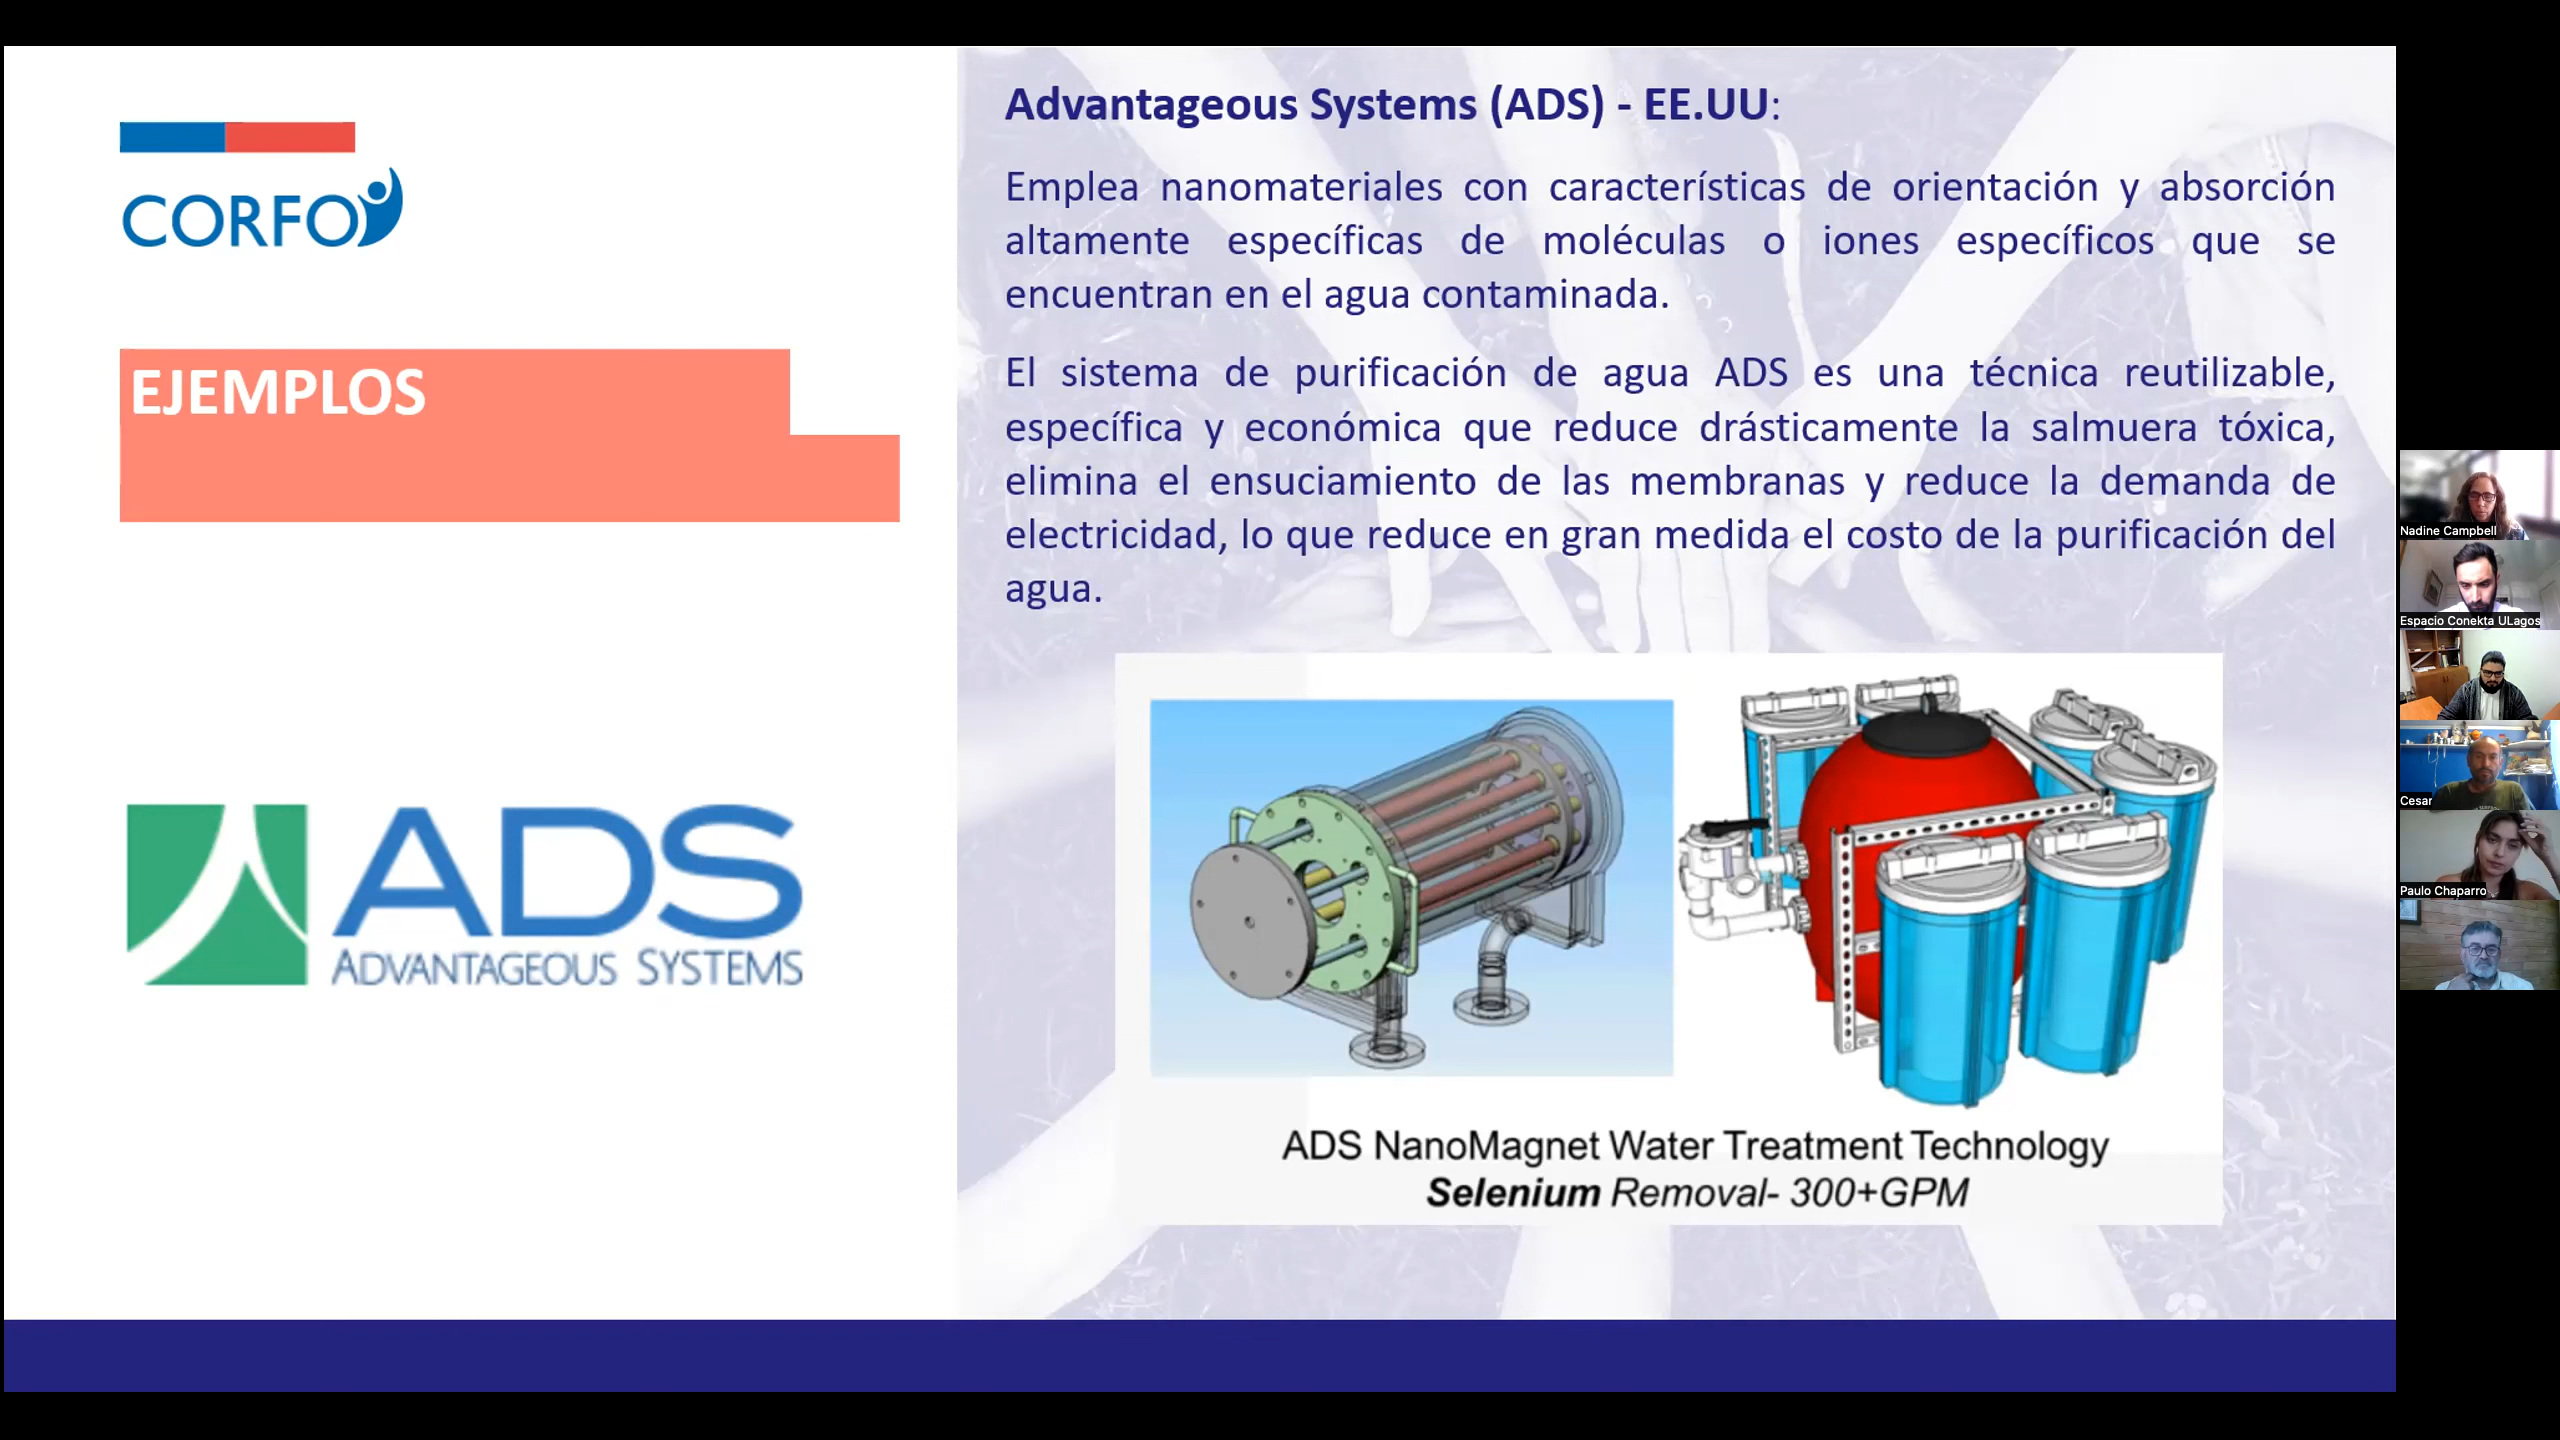 CORFO
EJEMPLOS
ADS
ADVANTAGEOUS SYSTEMS
Advantageous Systems (ADS) - EE.UU:
Emplea nanomateriales con características de orientación y absorción
altamente específicas de moléculas o iones específicos que se
encuentran en el agua contaminada.
El sistema de purificación de agua ADS es una técnica reutilizable,
específica y económica que reduce drásticamente la salmuera tóxica,
elimina el ensuciamiento de las membranas y reduce la demanda de
electricidad, lo que reduce en gran medida el costo de la purificación del
agua.
ADS NanoMagnet Water Treatment Technology
Selenium Removal- 300+GPM
Nadine Campbell
Espacio Conekta ULagos
Cesar
Paulo Chaparro